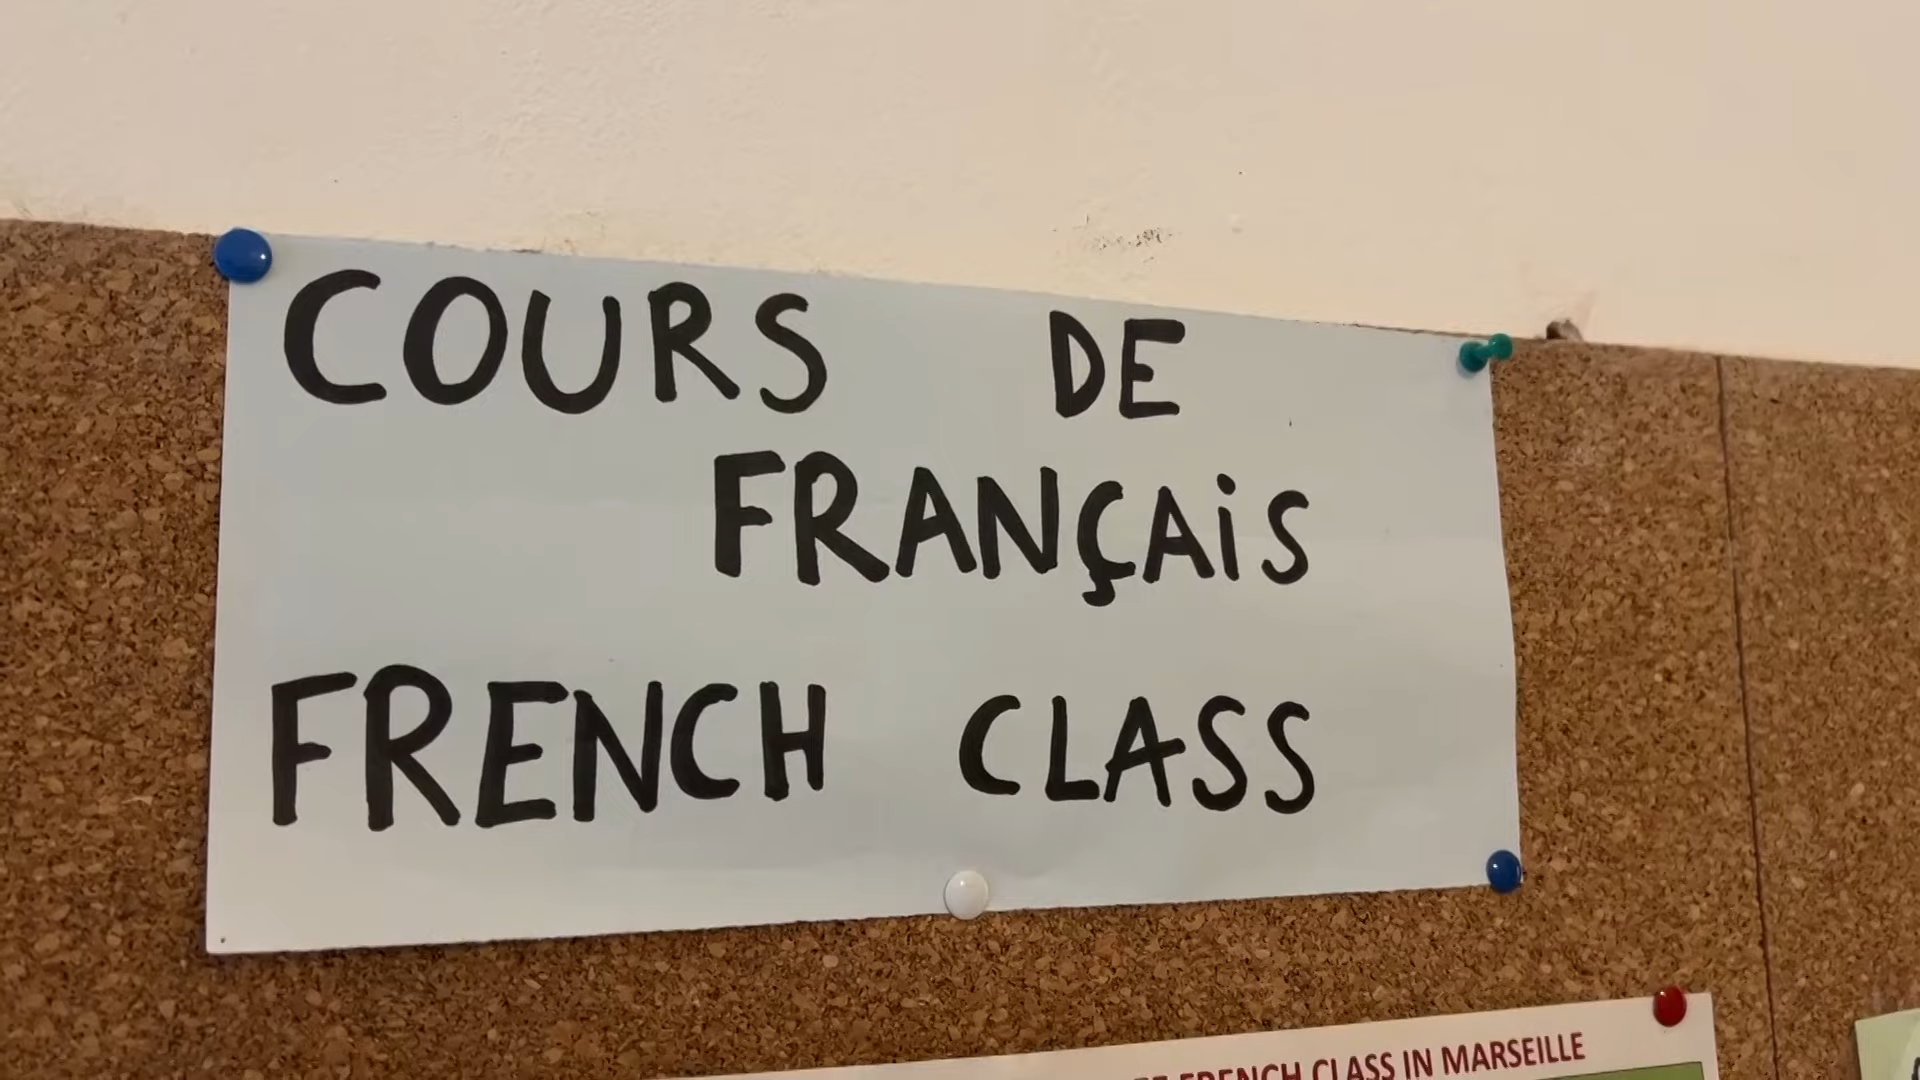 COURS DE
FRANÇAiS
FRENCH CLASS
FRENCH CLASS IN MARSEILLE